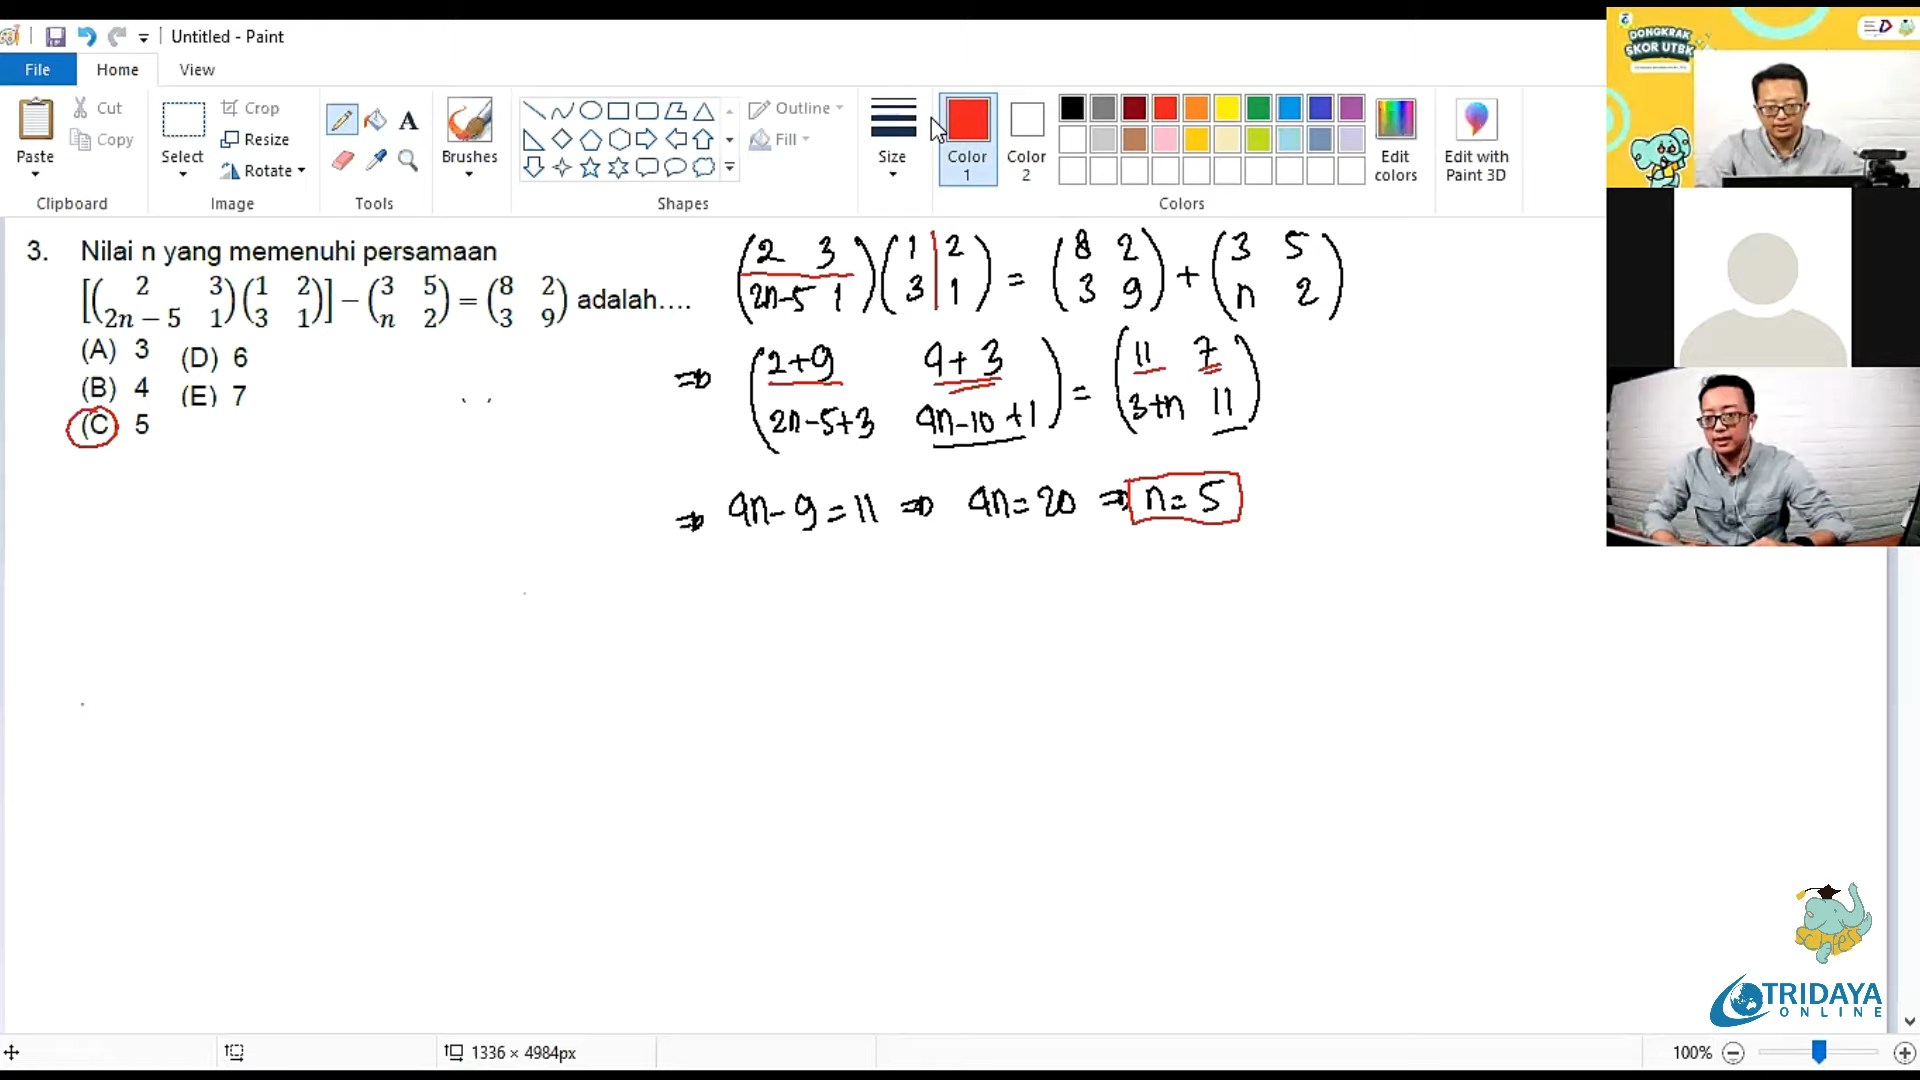 Untitled - Paint
File Home View
Paste
Cut
Copy
Clipboard
Select
Crop
Resize
Rotate
Image
Tools
Brushes
Shapes
Outline
Fill
Size
Color 1
Color 2
Colors
Edit colors
Edit with Paint 3D
DONGKRAK
SKOR UTBK
3. Nilai n yang memenuhi persamaan
[(2 3
2n − 5 1)(1 2
3 1)] − (3 5
n 2) = (8 2
3 9) adalah....
(A) 3 (D) 6
(B) 4 (E) 7
(C 5
(2 3
2n-5 1)(1 2
3 1) = (8 2
3 9) + (3 5
n 2)
⇒ (2+9 4+3
2n-5+3 4n-10+1) = (11 7
3+n 11)
⇒ 4n-9=11 ⇒ 4n=20 ⇒ n=5
success
TRIDAYA
ONLINE
1336 × 4984px
100%